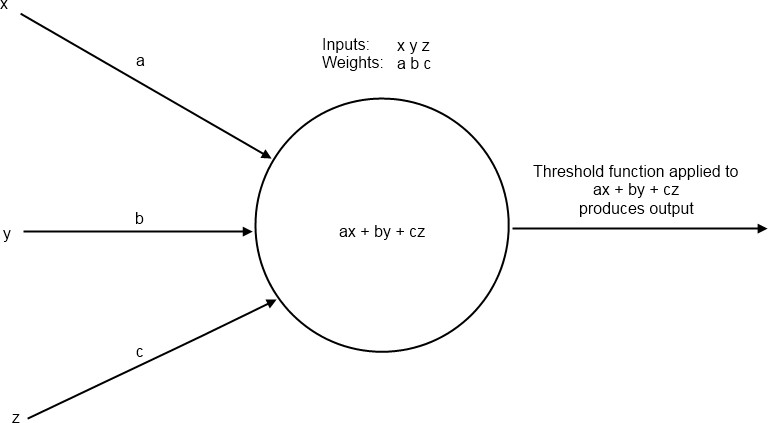 x
Inputs: x y z
Weights: a b c
a
Threshold function applied to
ax + by + cz
produces output
b
y
ax + by + cz
c
z